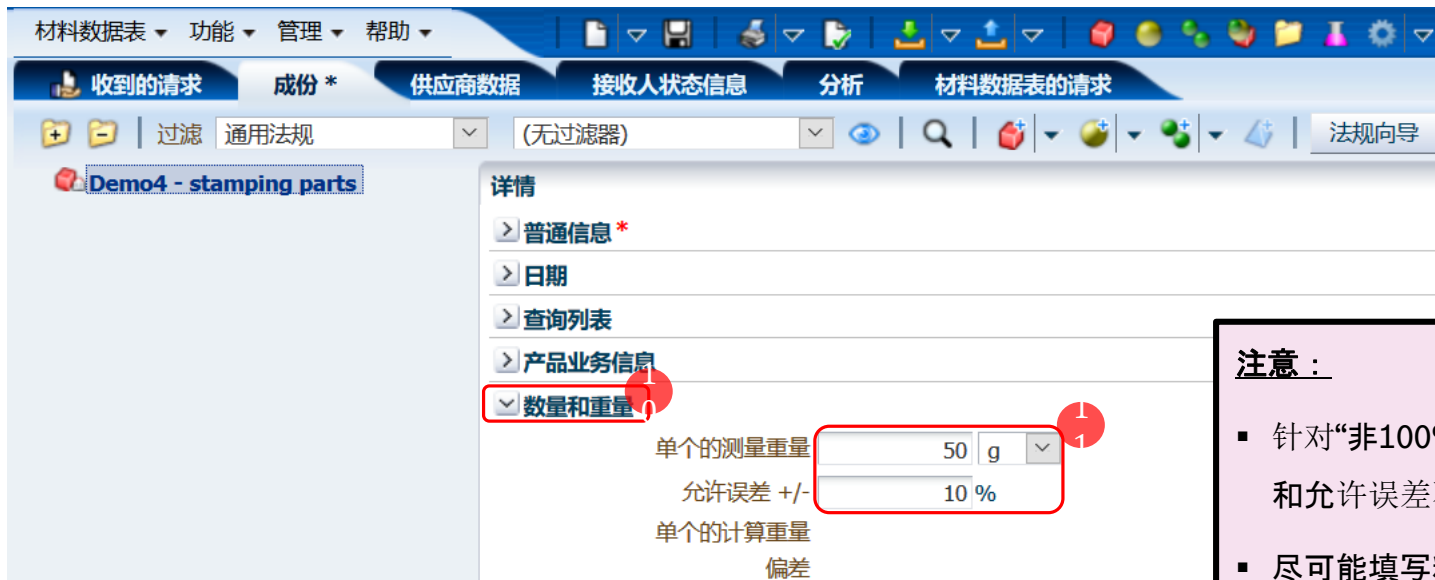 材料数据表 功能 管理 帮助
收到的请求 成份 * 供应商数据 接收人状态信息 分析 材料数据表的请求
过滤 通用法规 (无过滤器) 法规向导
Demo4 - stamping parts
详情
普通信息 *
日期
查询列表
产品业务信息
数量和重量 10
单个的测量重量 50 g 11
允许误差 +/- 10 %
单个的计算重量
偏差
注意：
▪ 针对“非100%
和允许误差
▪ 尽可能填写